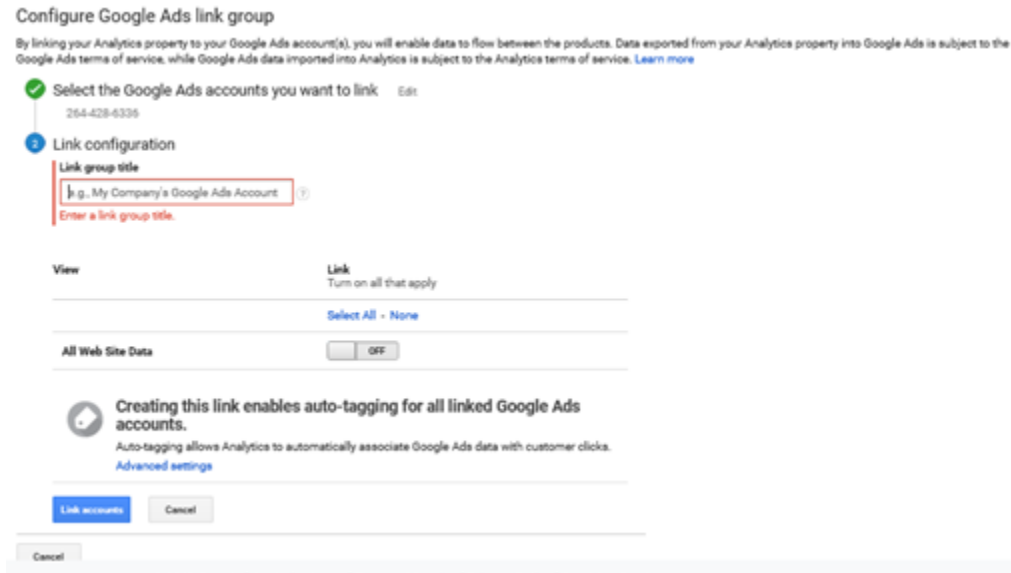 Configure Google Ads link group
By linking your Analytics property to your Google Ads account(s), you will enable data to flow between the products. Data exported from your Analytics property into Google Ads is subject to the
Google Ads terms of service, while Google Ads data imported into Analytics is subject to the Analytics terms of service. Learn more
Select the Google Ads accounts you want to link Edit
264-428-6336
2 Link configuration
Link group title
e.g., My Company's Google Ads Account ?
Enter a link group title.
View Link
Turn on all that apply
Select All - None
All Web Site Data OFF
Creating this link enables auto-tagging for all linked Google Ads
accounts.
Auto-tagging allows Analytics to automatically associate Google Ads data with customer clicks.
Advanced settings
Link accounts Cancel
Cancel